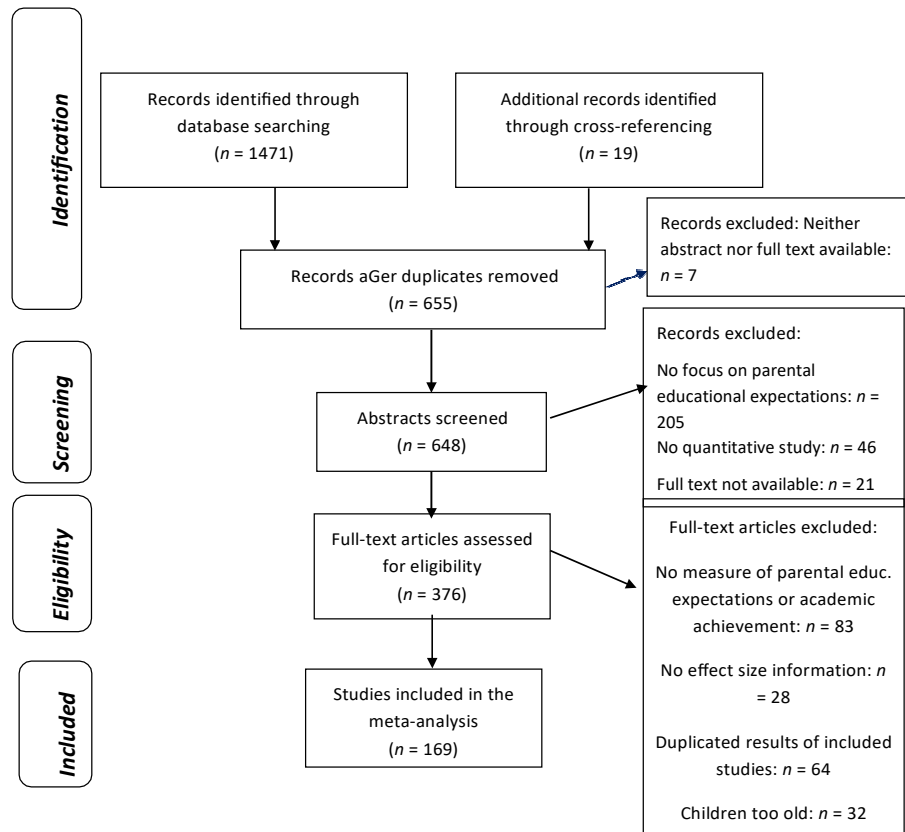 Identification
Records identified through
database searching
(n = 1471)
Additional records identified
through cross-referencing
(n = 19)
Records excluded: Neither
abstract nor full text available:
n = 7
Records aGer duplicates removed
(n = 655)
Screening
Abstracts screened
(n = 648)
Records excluded:
No focus on parental
educational expectations: n =
205
No quantitative study: n = 46
Full text not available: n = 21
Eligibility
Full-text articles assessed
for eligibility
(n = 376)
Full-text articles excluded:
No measure of parental educ.
expectations or academic
achievement: n = 83
No effect size information: n
= 28
Duplicated results of included
studies: n = 64
Children too old: n = 32
Included
Studies included in the
meta-analysis
(n = 169)